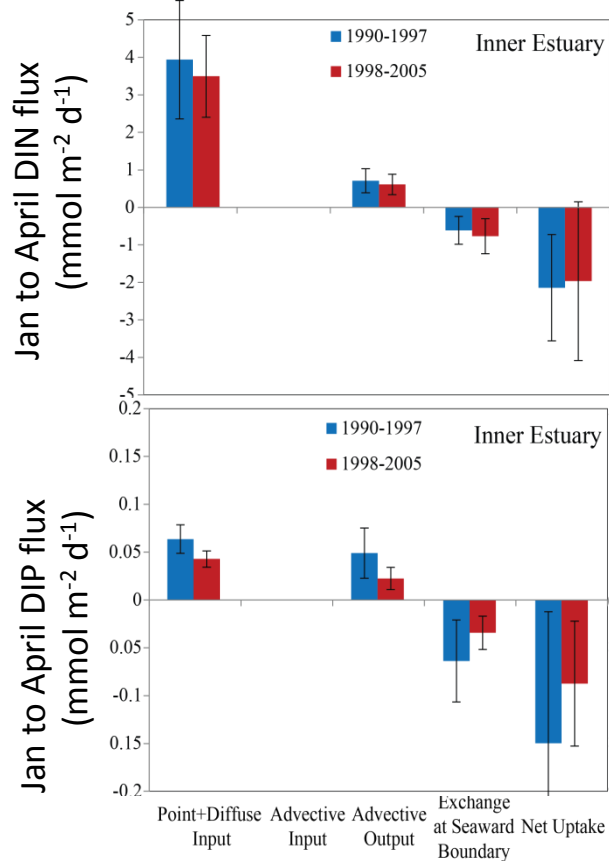 Jan to April DIN flux
(mmol m-2 d-1)
5
4
3
2
1
0
-1
-2
-3
-4
-5
1990-1997
1998-2005
Inner Estuary
Jan to April DIP flux
(mmol m-2 d-1)
0.2
0.15
0.1
0.05
0
0.05
-0.1
0.15
-0.2
1990-1997
1998-2005
Inner Estuary
Point+Diffuse
Input
Advective
Input
Advective
Output
Exchange
at Seaward
Boundary
Net Uptake